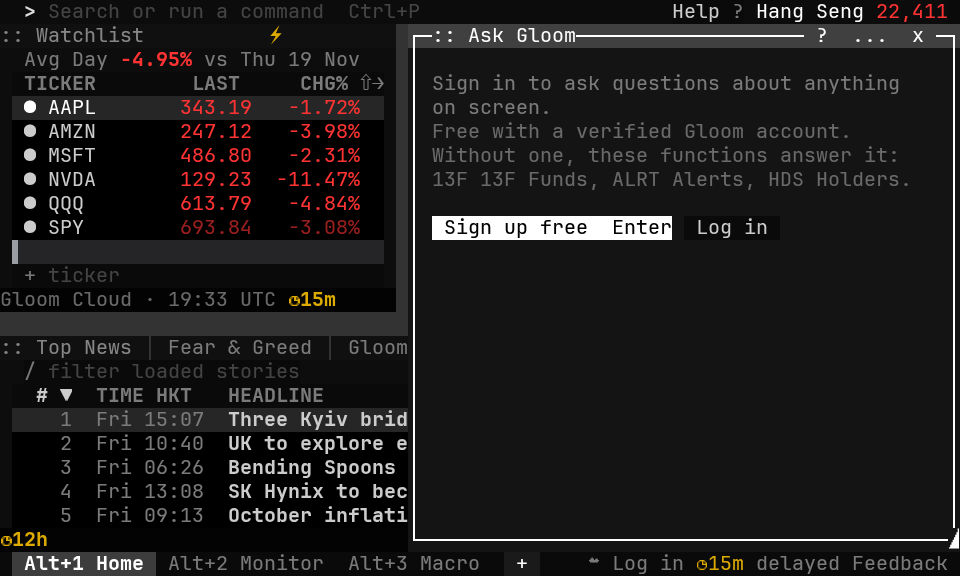 > Search or run a command  Ctrl+P
Help ? Hang Seng 22,411
:: Watchlist
Avg Day -4.95% vs Thu 19 Nov
TICKER LAST CHG% ⇧→
AAPL 343.19 -1.72%
AMZN 247.12 -3.98%
MSFT 486.80 -2.31%
NVDA 129.23 -11.47%
QQQ 613.79 -4.84%
SPY 693.84 -3.08%
+ ticker
Gloom Cloud · 19:33 UTC 15m
:: Top News | Fear & Greed | Gloom
/ filter loaded stories
# ▼ TIME HKT HEADLINE
1 Fri 15:07 Three Kyiv brid
2 Fri 10:40 UK to explore e
3 Fri 06:26 Bending Spoons
4 Fri 13:08 SK Hynix to bec
5 Fri 09:13 October inflati
12h
:: Ask Gloom ? ... x
Sign in to ask questions about anything
on screen.
Free with a verified Gloom account.
Without one, these functions answer it:
13F 13F Funds, ALRT Alerts, HDS Holders.
Sign up free Enter Log in
Alt+1 Home Alt+2 Monitor Alt+3 Macro + Log in 15m delayed Feedback